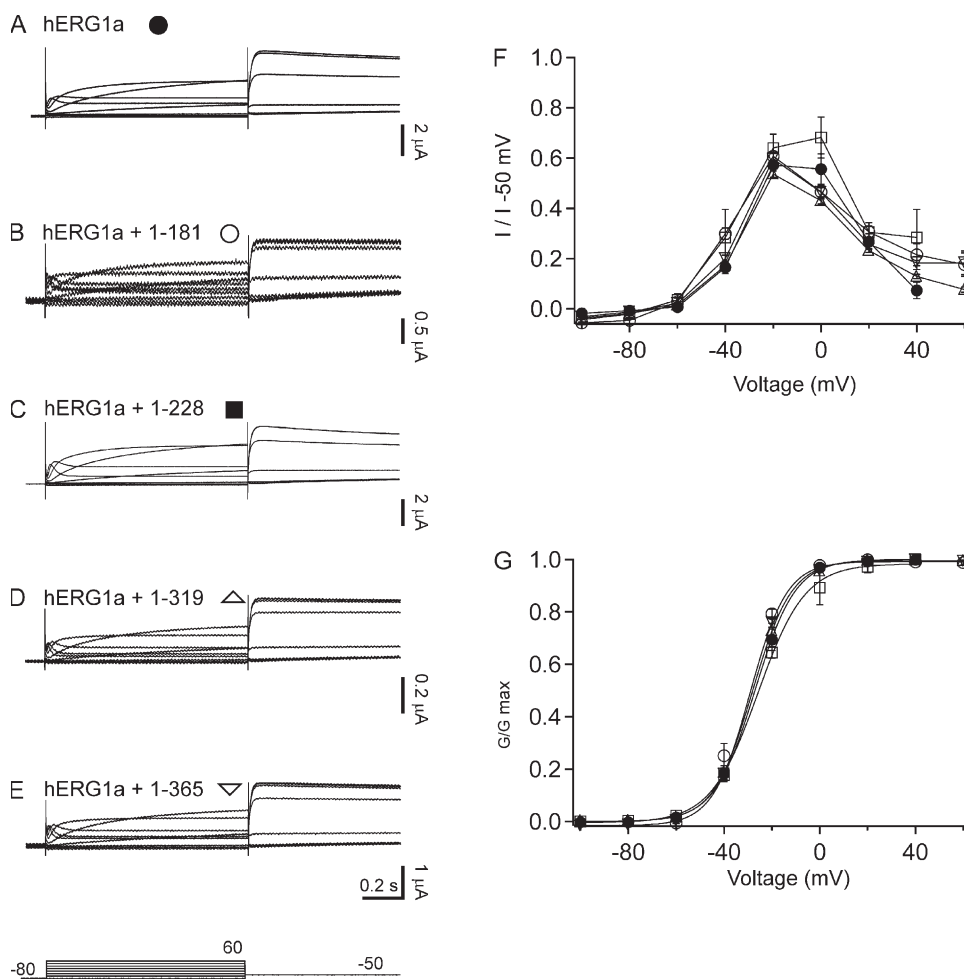 A hERG1a
2 µA
B hERG1a + 1-181
0.5 µA
C hERG1a + 1-228
2 µA
D hERG1a + 1-319
0.2 µA
E hERG1a + 1-365
0.2 s
1 µA
-80
60
-50
F
I / I -50 mV
1.0
0.8
0.6
0.4
0.2
0.0
-80
-40
0
40
Voltage (mV)
G
G/G max
1.0
0.8
0.6
0.4
0.2
0.0
-80
-40
0
40
Voltage (mV)